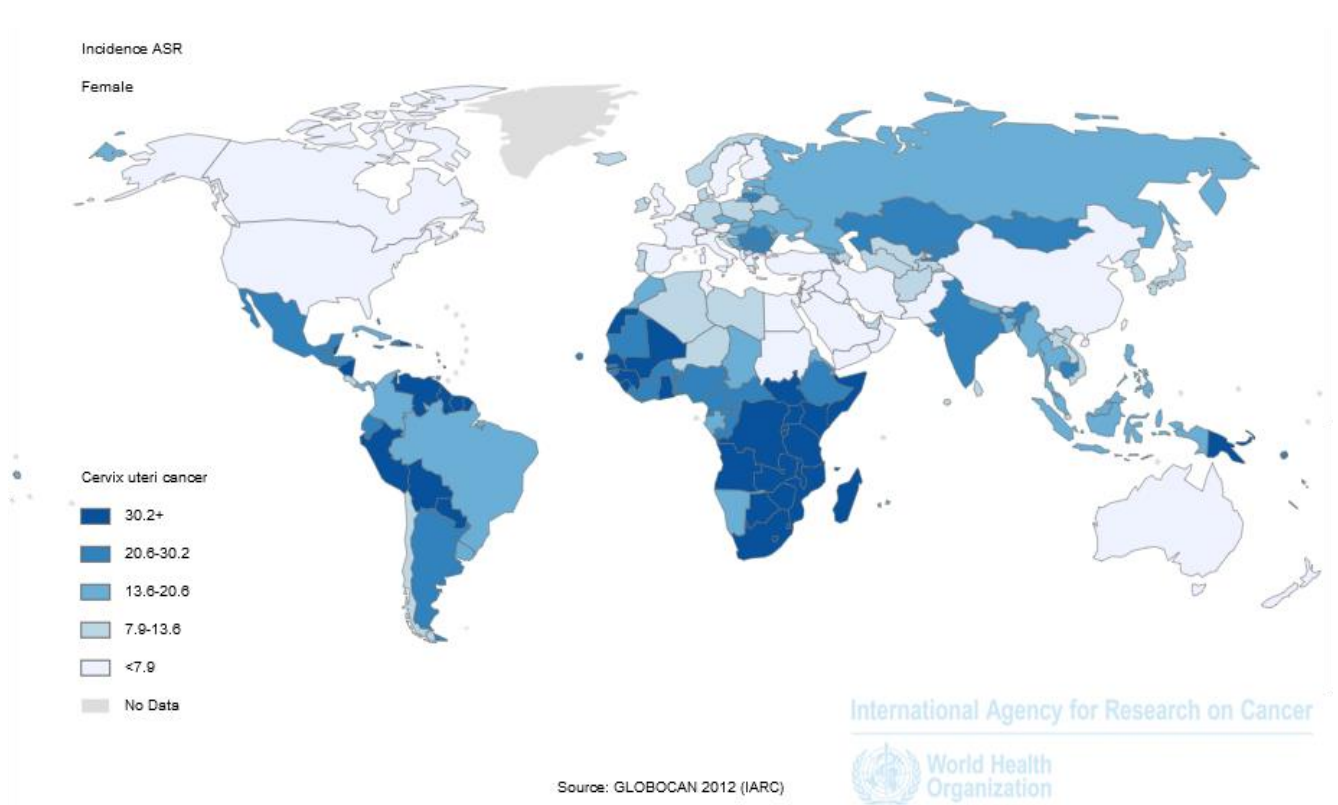 Incidence ASR
Female
Cervix uteri cancer
30.2+
20.6-30.2
13.6-20.6
7.9-13.6
<7.9
No Data
International Agency for Research on Cancer
World Health
Organization
Source: GLOBOCAN 2012 (IARC)